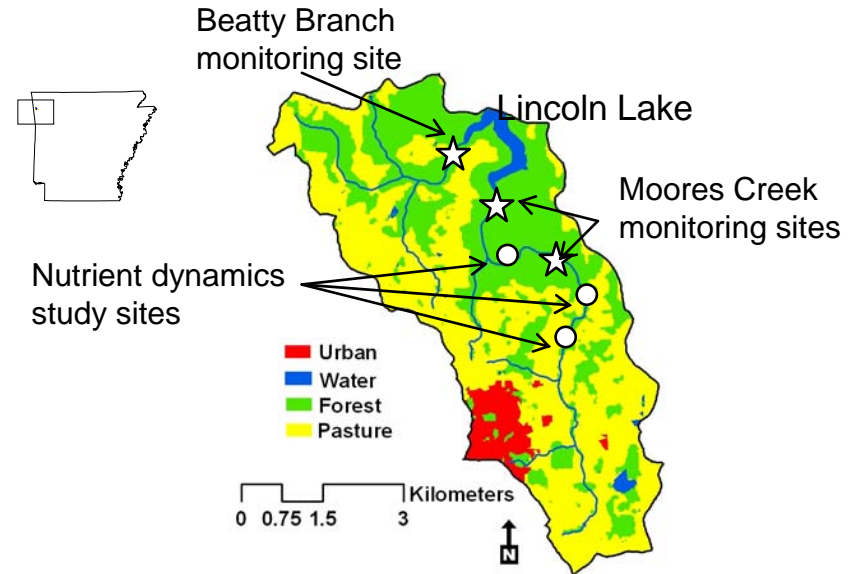 Beatty Branch
monitoring site
Lincoln Lake
Moores Creek
monitoring sites
Nutrient dynamics
study sites
Urban
Water
Forest
Pasture
Kilometers
0 0.75 1.5 3
N